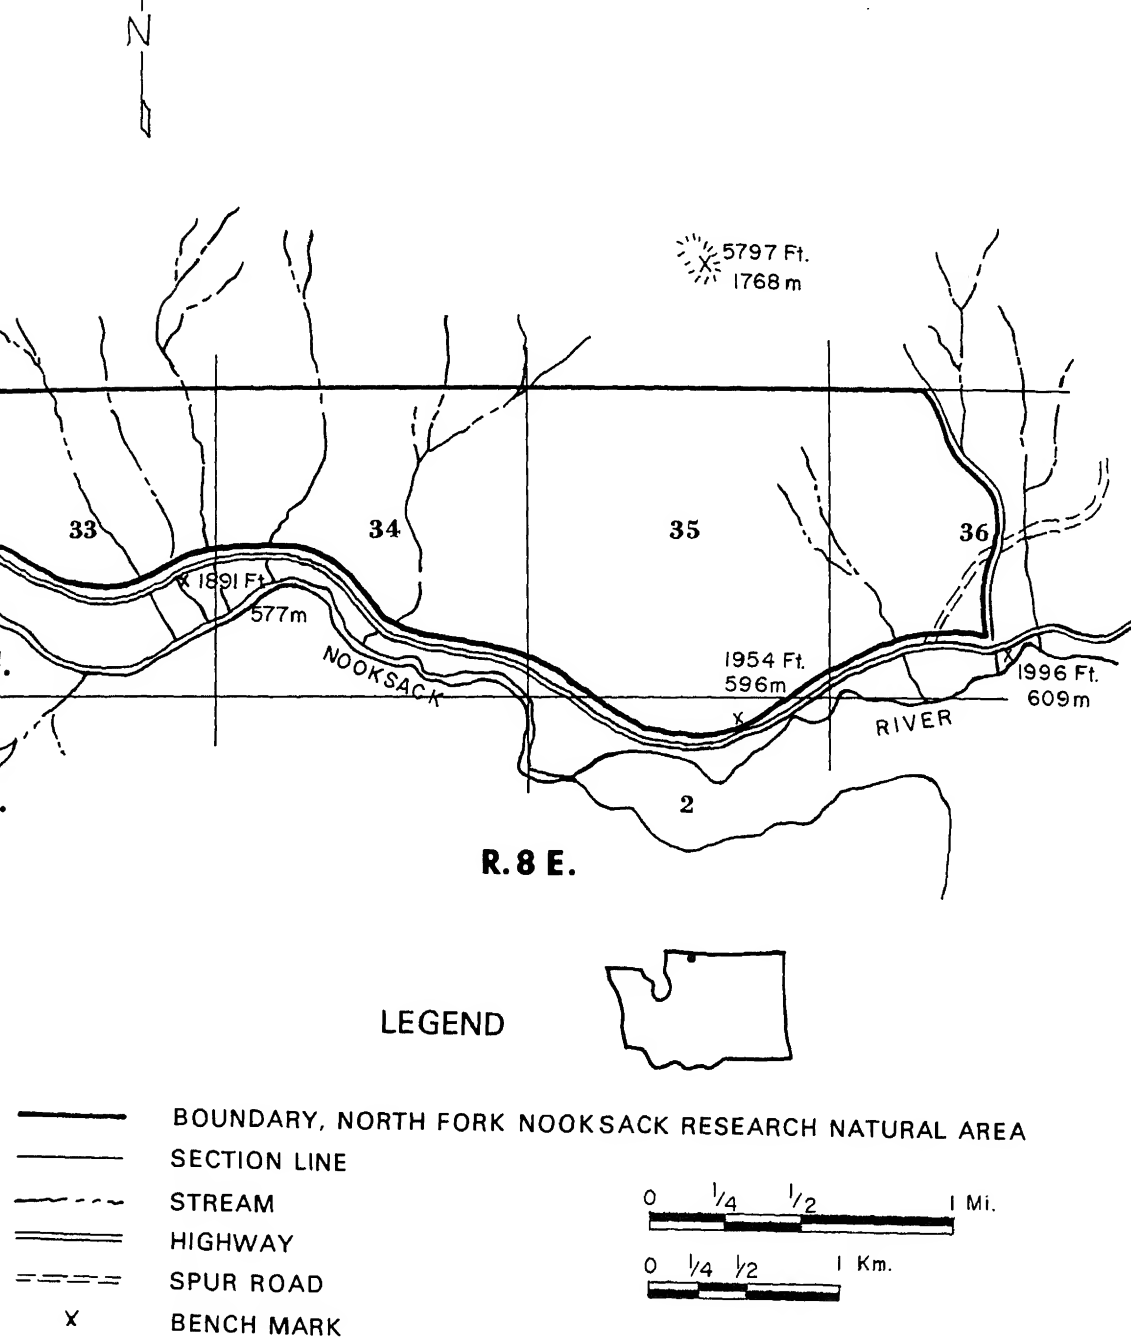 N
5797 Ft.
1768 m
33
34
35
36
1891 Ft.
577m
NOOKSACK
1954 Ft.
596m
1996 Ft.
609m
RIVER
2
R. 8 E.
LEGEND
BOUNDARY, NORTH FORK NOOKSACK RESEARCH NATURAL AREA
SECTION LINE
STREAM
HIGHWAY
SPUR ROAD
X BENCH MARK
0 1/4 1/2 1 Mi.
0 1/4 1/2 1 Km.